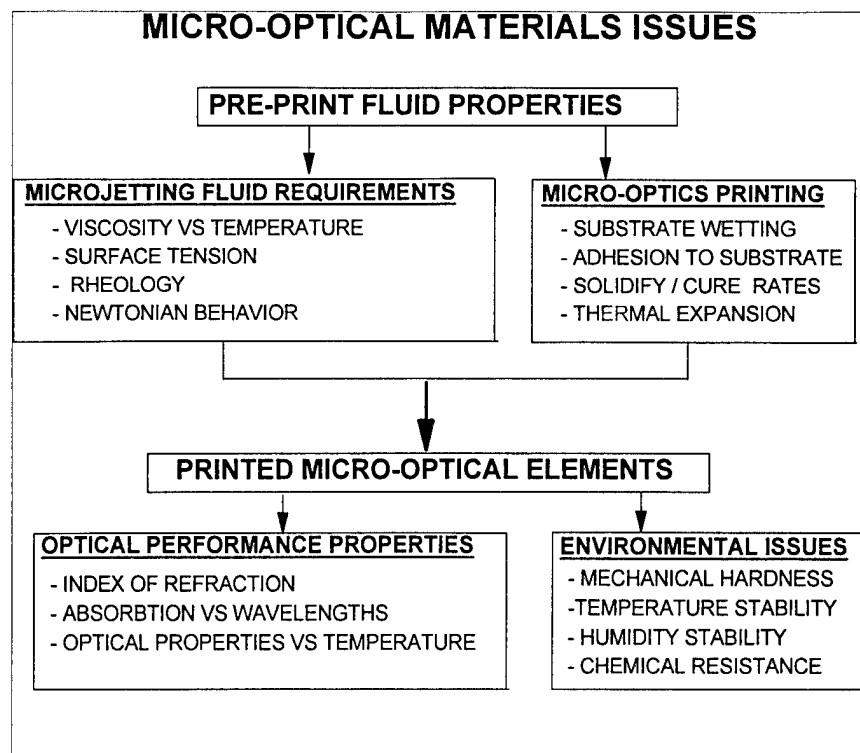 MICRO-OPTICAL MATERIALS ISSUES
PRE-PRINT FLUID PROPERTIES
MICROJETTING FLUID REQUIREMENTS
- VISCOSITY VS TEMPERATURE
- SURFACE TENSION
- RHEOLOGY
- NEWTONIAN BEHAVIOR
MICRO-OPTICS PRINTING
- SUBSTRATE WETTING
- ADHESION TO SUBSTRATE
- SOLIDIFY / CURE RATES
- THERMAL EXPANSION
PRINTED MICRO-OPTICAL ELEMENTS
OPTICAL PERFORMANCE PROPERTIES
- INDEX OF REFRACTION
- ABSORBTION VS WAVELENGTHS
- OPTICAL PROPERTIES VS TEMPERATURE
ENVIRONMENTAL ISSUES
- MECHANICAL HARDNESS
-TEMPERATURE STABILITY
- HUMIDITY STABILITY
- CHEMICAL RESISTANCE